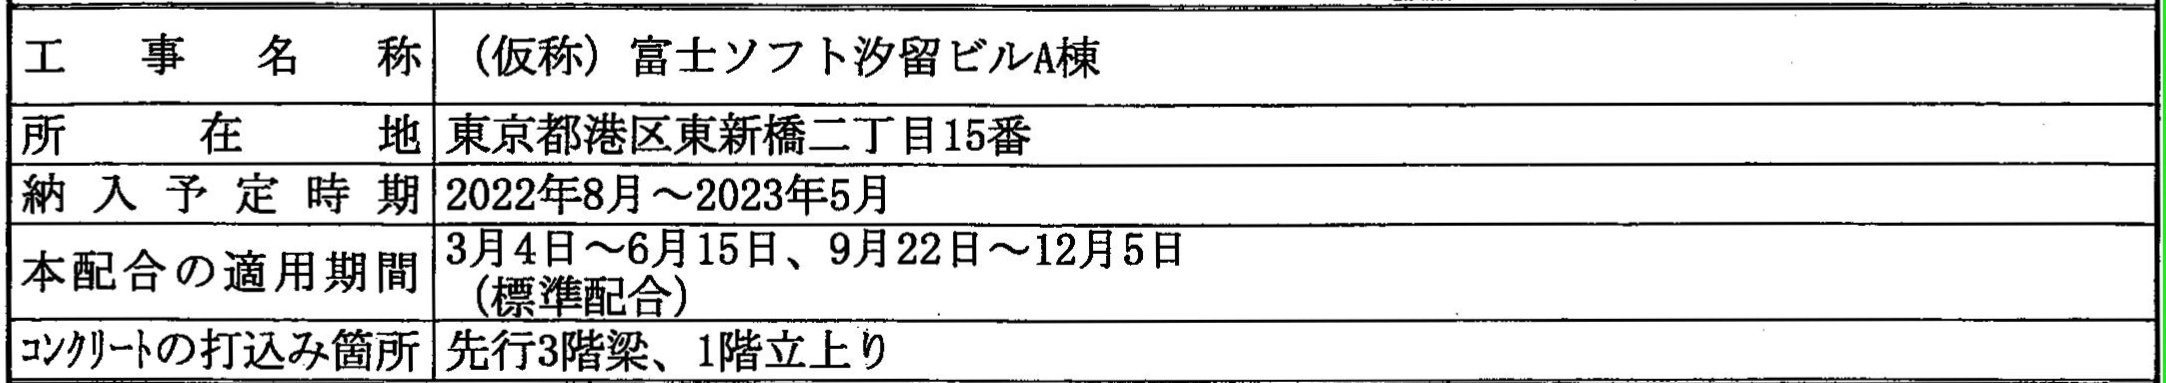 工事名称 （仮称）富士ソフト汐留ビルA棟
所在地 東京都港区東新橋二丁目15番
納入予定時期 2022年8月～2023年5月
本配合の適用期間 3月4日～6月15日、9月22日～12月5日
（標準配合）
コンクリートの打込み箇所 先行3階梁、1階立上り